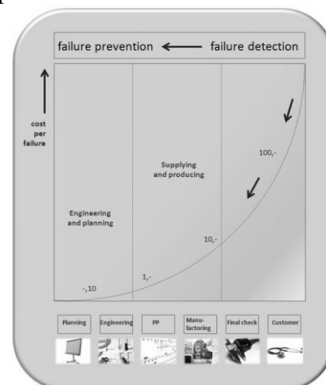 failure prevention failure detection
cost
per
failure
100,-
Supplying
and producing
Engineering
and planning
10,-
1,-
-,10
Planning Engineering PP Manu-
factoring Final check Customer